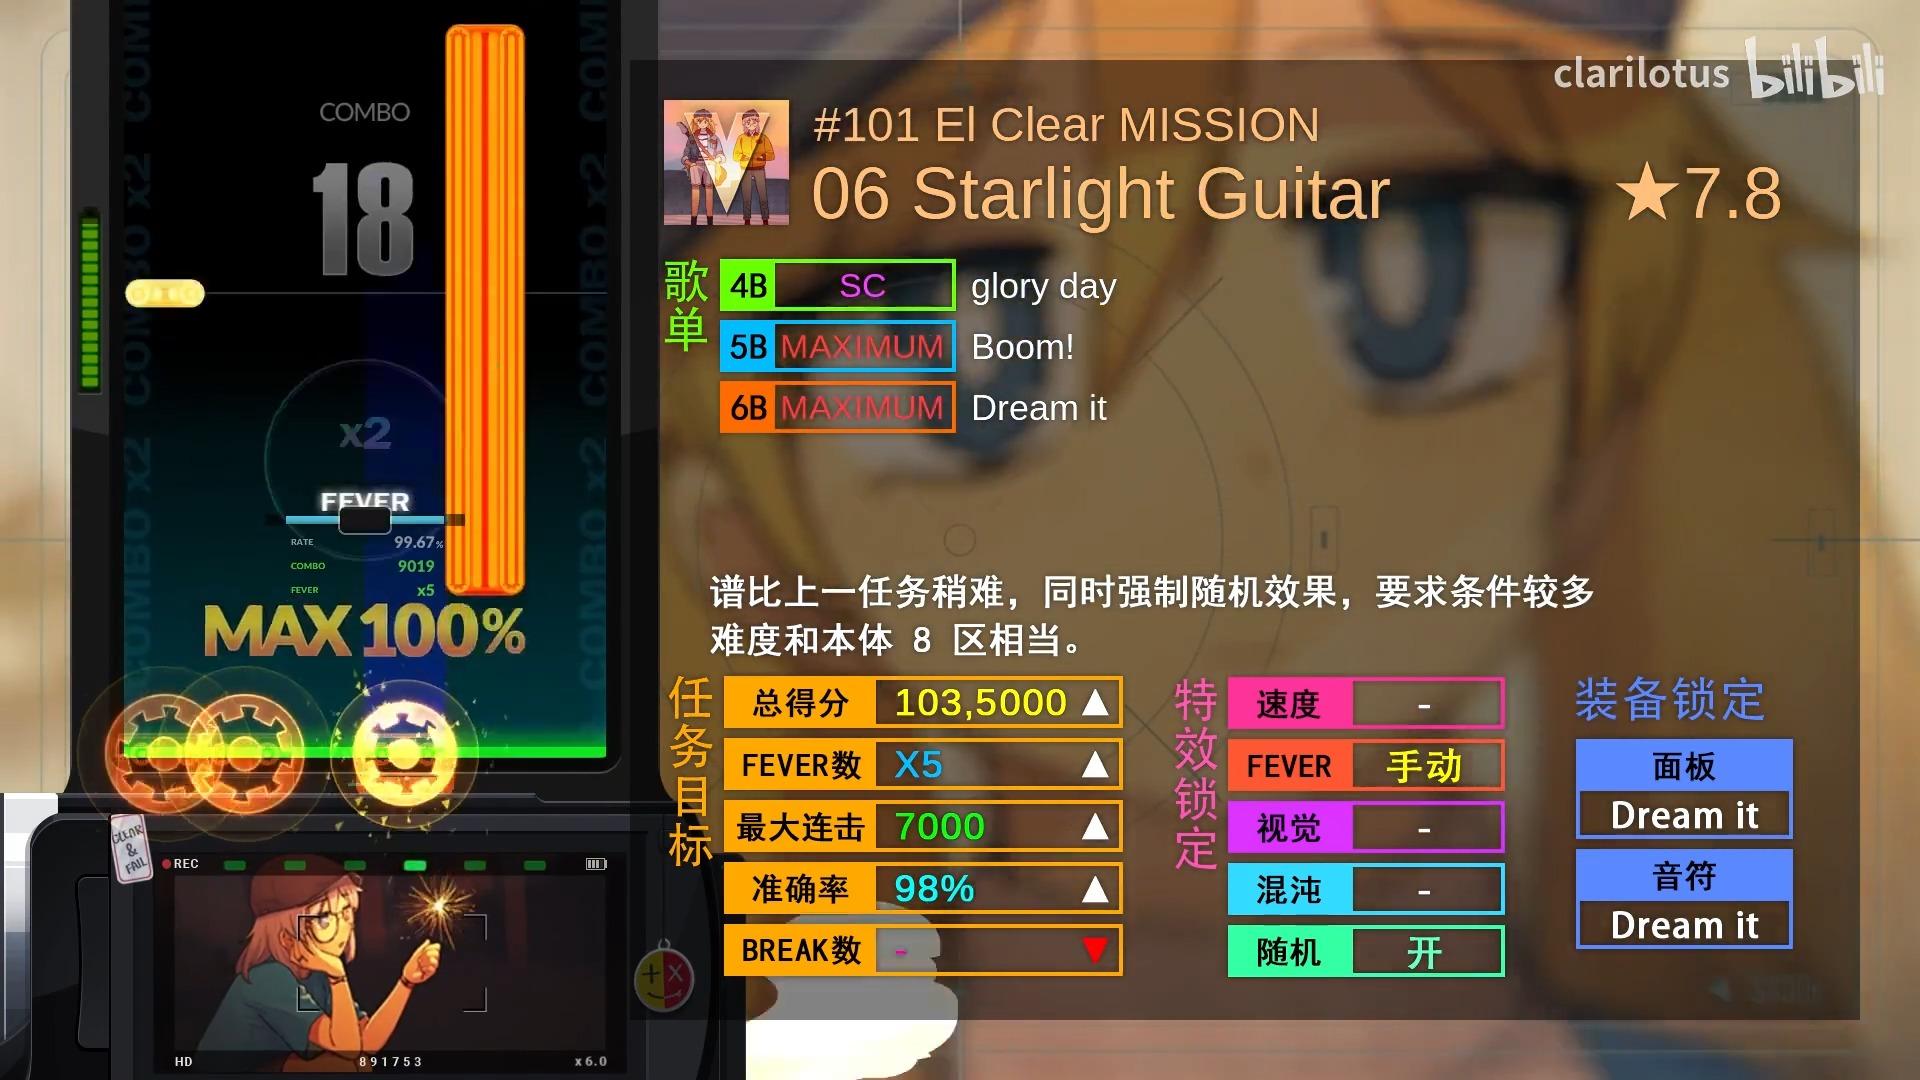 clarilotus bilibili
COMBO
18
x2
FEVER
RATE 99.67%
COMBO 9019
FEVER x5
MAX 100%
CLEAR & FAIL
REC
HD 891753 x6.0
#101 El Clear MISSION
06 Starlight Guitar
★7.8
歌单
4B SC glory day
5B MAXIMUM Boom!
6B MAXIMUM Dream it
谱比上一任务稍难，同时强制随机效果，要求条件较多
难度和本体 8 区相当。
任务目标
总得分 103,5000 ▲
FEVER数 X5 ▲
最大连击 7000 ▲
准确率 98% ▲
BREAK数 - ▼
特效锁定
速度 -
FEVER 手动
视觉 -
混沌 -
随机 开
装备锁定
面板
Dream it
音符
Dream it
COMBO x2
COMBO x2